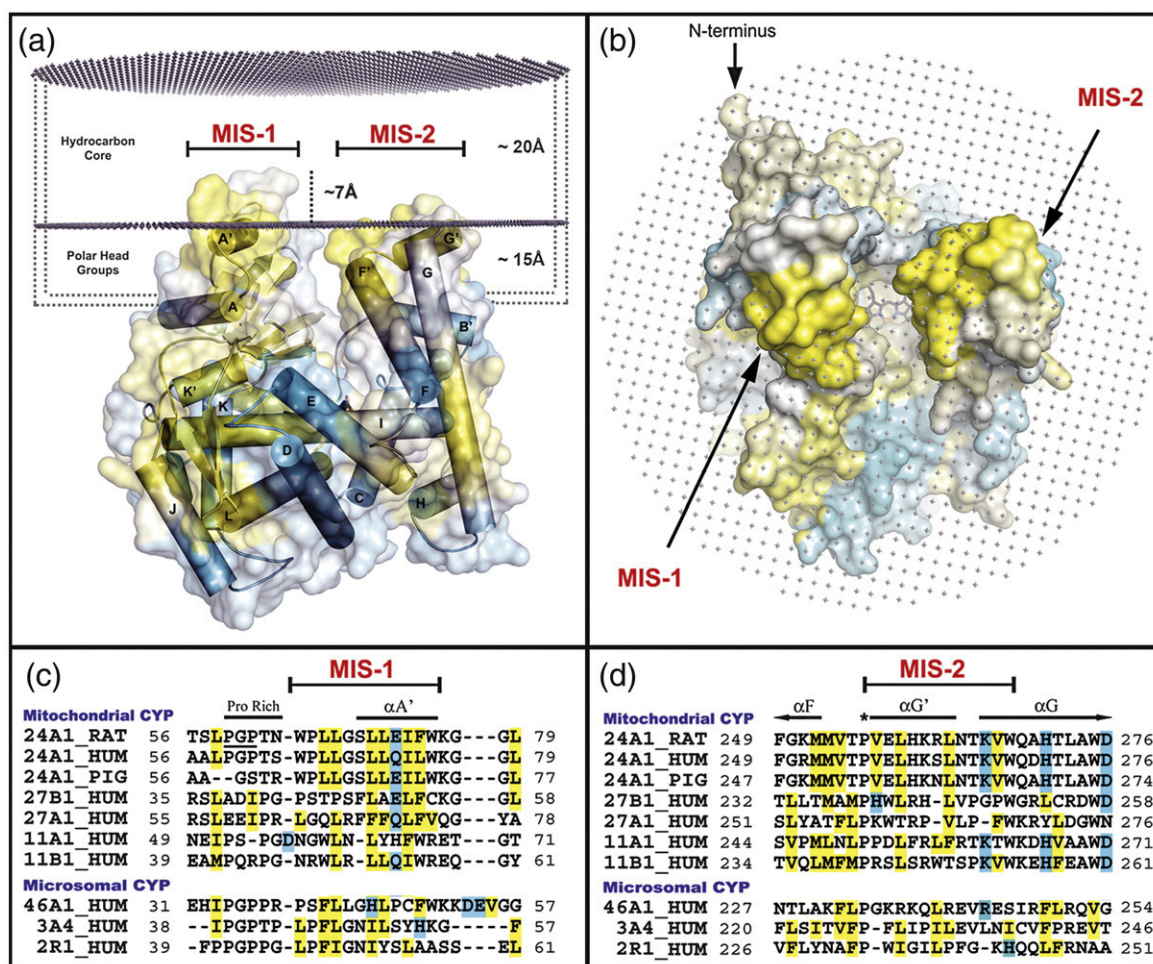 (a)
Hydrocarbon
Core
MIS-1
MIS-2
~ 20Å
~7Å
Polar Head
Groups
~ 15Å
A'
A
G'
F'
G
B'
K'
K
E
F
I
D
J
L
C
H
(b)
N-terminus
MIS-2
MIS-1
(c)
MIS-1
Pro Rich
αA'
Mitochondrial CYP
24A1_RAT 56 TSLPGPTN-WPLLGSLLEIFWKG---GL 79
24A1_HUM 56 AALPGPTS-WPLLGSLLQILWKG---GL 79
24A1_PIG 56 AA--GSTR-WPLLGSLLEILWKG---GL 77
27B1_HUM 35 RSLADIPG-PSTPSFLAELFCKG---GL 58
27A1_HUM 55 RSLEEIPR-LGQLRFFFQLFVQG---YA 78
11A1_HUM 49 NEIPS-PGDNGWLN-LYHFWRET---GT 71
11B1_HUM 39 EAMPQRPG-NRWLR-LLQIWREQ---GY 61
Microsomal CYP
46A1_HUM 31 EHIPGPPR-PSFLLGHLPCFWKKDEVGG 57
3A4_HUM 38 --IPGPTP-LPFLGNILSYHKG----F 57
2R1_HUM 39 -FPPGPPG-LPFIGNIYSLAASS---EL 61
(d)
MIS-2
αF
*
αG'
αG
Mitochondrial CYP
24A1_RAT 249 FGKMMVTPVELHKRLNTKVWQAHTLAWD 276
24A1_HUM 249 FGRMMVTPVELHKSLNTKVWQDHTLAWD 276
24A1_PIG 247 FGKMMVTPVELHKNLNTKVWQAHTLAWD 274
27B1_HUM 232 TLLTMAMPHWLRH-LVPGPWGRLCRDWD 258
27A1_HUM 251 SLYATFLPKWTRP-VLP-FWKRYLDGWN 276
11A1_HUM 244 SVPMLNLPPDLFRLFRTKTWKDHVAAWD 271
11B1_HUM 234 TVQLMFMPRSLSRWTSPKVWKEHFEAWD 261
Microsomal CYP
46A1_HUM 227 NTLAKFLPGKRKQLREVRESIRFLRQVG 254
3A4_HUM 220 FLSITVFP-FLIPILEVLNICVFPREVT 246
2R1_HUM 226 VFLYNAFP-WIGILPFG-KHQQLFRNAA 251